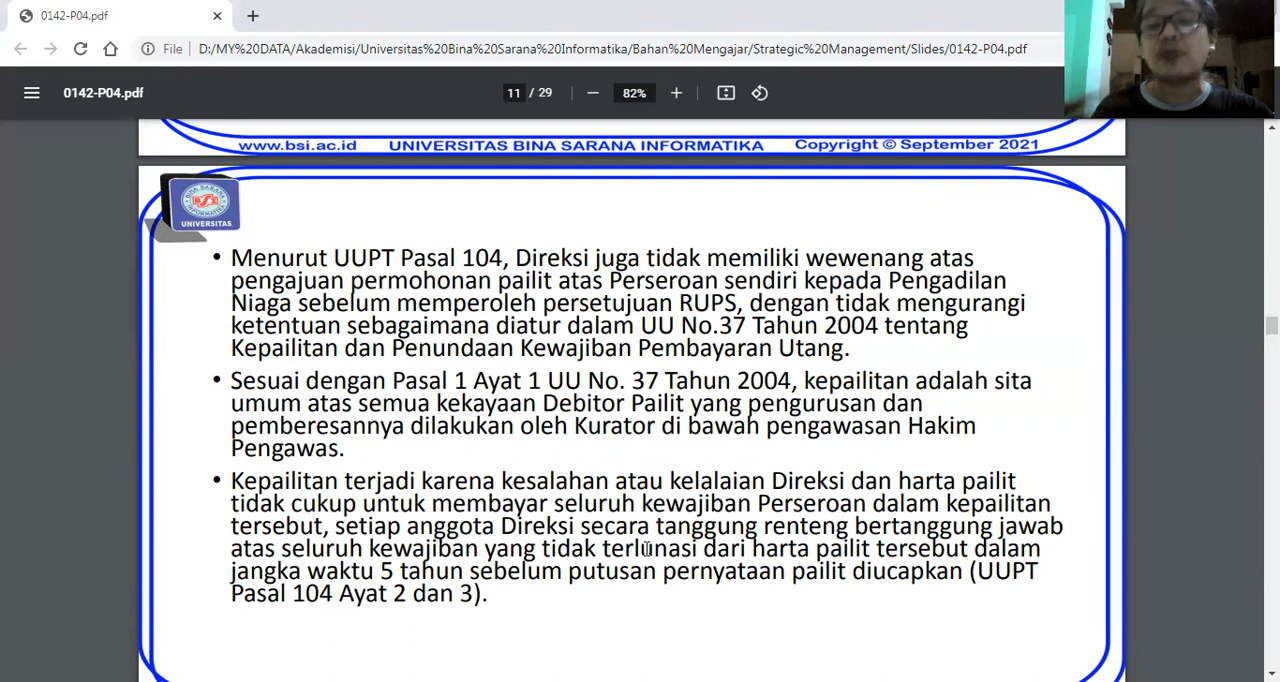 0142-P04.pdf
File
D:/MY%20DATA/Akademisi/Universitas%20Bina%20Sarana%20Informatika/Bahan%20Mengajar/Strategic%20Management/Slides/0142-P04.pdf
0142-P04.pdf
11 / 29
82%
www.bsi.ac.id UNIVERSITAS BINA SARANA INFORMATIKA Copyright © September 2021
BINA SARANA
INFORMATIKA
UNIVERSITAS
• Menurut UUPT Pasal 104, Direksi juga tidak memiliki wewenang atas
pengajuan permohonan pailit atas Perseroan sendiri kepada Pengadilan
Niaga sebelum memperoleh persetujuan RUPS, dengan tidak mengurangi
ketentuan sebagaimana diatur dalam UU No.37 Tahun 2004 tentang
Kepailitan dan Penundaan Kewajiban Pembayaran Utang.
• Sesuai dengan Pasal 1 Ayat 1 UU No. 37 Tahun 2004, kepailitan adalah sita
umum atas semua kekayaan Debitor Pailit yang pengurusan dan
pemberesannya dilakukan oleh Kurator di bawah pengawasan Hakim
Pengawas.
• Kepailitan terjadi karena kesalahan atau kelalaian Direksi dan harta pailit
tidak cukup untuk membayar seluruh kewajiban Perseroan dalam kepailitan
tersebut, setiap anggota Direksi secara tanggung renteng bertanggung jawab
atas seluruh kewajiban yang tidak terlunasi dari harta pailit tersebut dalam
jangka waktu 5 tahun sebelum putusan pernyataan pailit diucapkan (UUPT
Pasal 104 Ayat 2 dan 3).